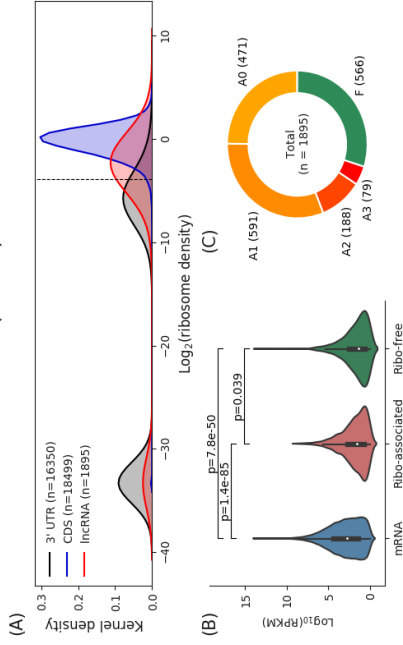 (A)
Kernel density
0.3
0.2
0.1
0.0
3' UTR (n=16350)
CDS (n=18499)
lncRNA (n=1895)
−40
−30
−20
−10
0
10
Log2(ribosome density)
(B)
Log10(RPKM)
15
10
5
0
p=7.8e-50
p=1.4e-85
p=0.039
mRNA
Ribo-associated
Ribo-free
(C)
A0 (471)
A1 (591)
A2 (188)
A3 (79)
F (566)
Total
(n = 1895)